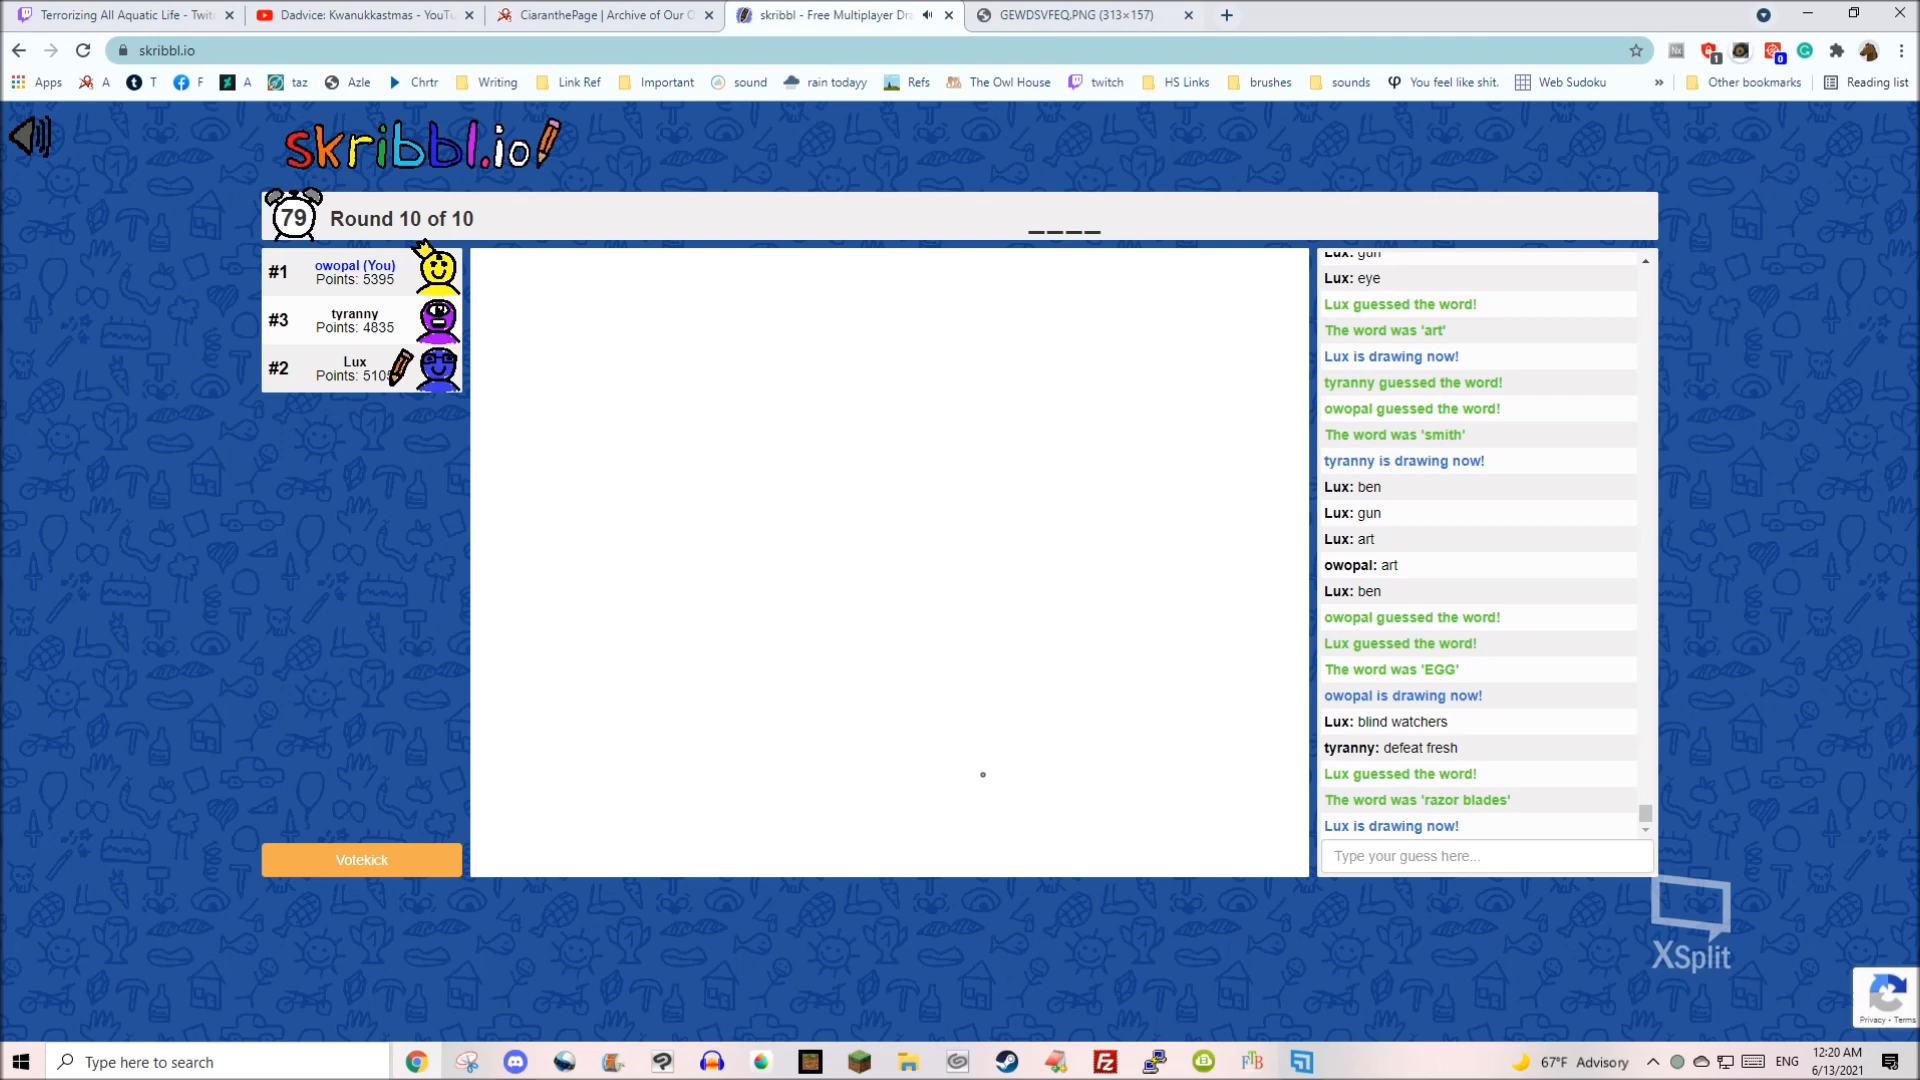 Terrorizing All Aquatic Life - Twit
Dadvice: Kwanukkastmas - YouTu
CiaranthePage | Archive of Our O
skribbl - Free Multiplayer Dra
GEWDSVFEQ.PNG (313×157)
skribbl.io
Apps
A
T
F
A
taz
Azle
Chrtr
Writing
Link Ref
Important
sound
rain todayy
Refs
The Owl House
twitch
HS Links
brushes
sounds
You feel like shit.
Web Sudoku
»
Other bookmarks
Reading list
skribbl.io
79
Round 10 of 10
____
#1
owopal (You)
Points: 5395
#3
tyranny
Points: 4835
#2
Lux
Points: 5105
Votekick
Lux: gun
Lux: eye
Lux guessed the word!
The word was 'art'
Lux is drawing now!
tyranny guessed the word!
owopal guessed the word!
The word was 'smith'
tyranny is drawing now!
Lux: ben
Lux: gun
Lux: art
owopal: art
Lux: ben
owopal guessed the word!
Lux guessed the word!
The word was 'EGG'
owopal is drawing now!
Lux: blind watchers
tyranny: defeat fresh
Lux guessed the word!
The word was 'razor blades'
Lux is drawing now!
Type your guess here...
XSplit
Privacy - Terms
Type here to search
FTB
67°F Advisory
ENG
12:20 AM
6/13/2021